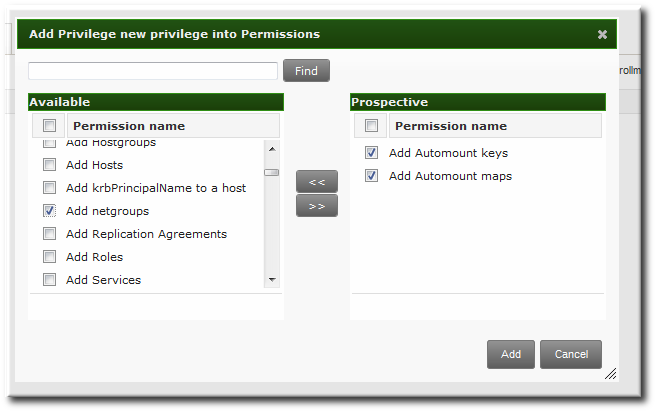 Add Privilege new privilege into Permissions
Find
Available
Permission name
Add Hostgroups
Add Hosts
Add krbPrincipalName to a host
Add netgroups
Add Replication Agreements
Add Roles
Add Services
<<
>>
Prospective
Permission name
Add Automount keys
Add Automount maps
Add
Cancel